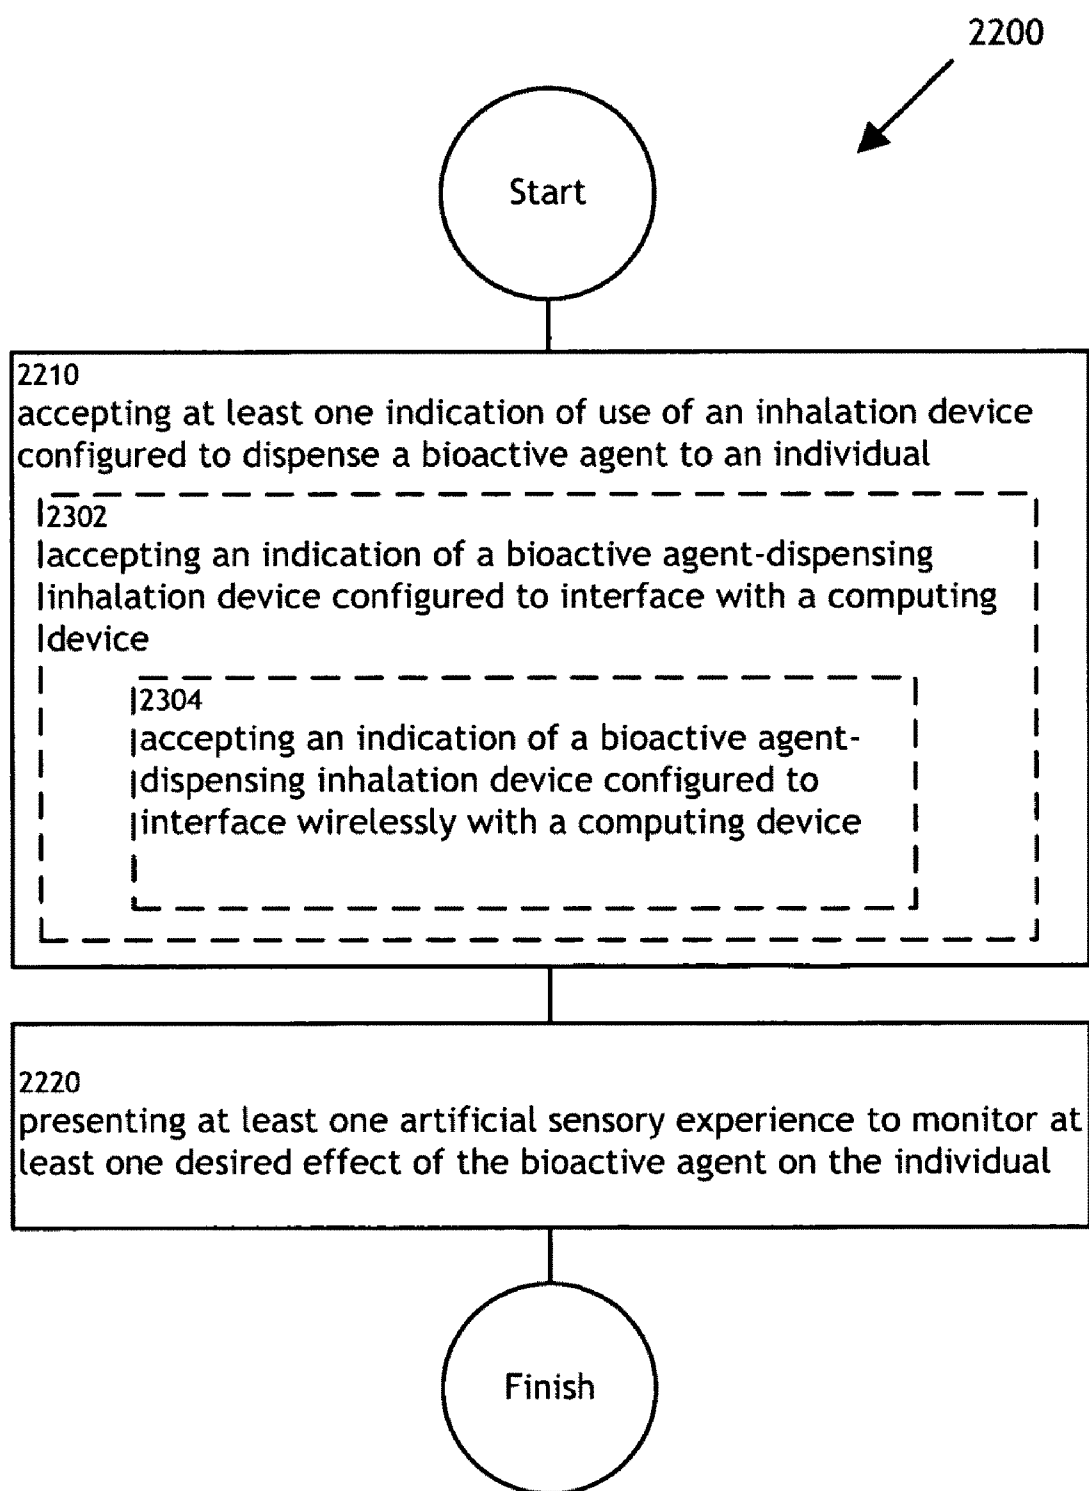 2200
Start
2210
accepting at least one indication of use of an inhalation device
configured to dispense a bioactive agent to an individual
2302
accepting an indication of a bioactive agent-dispensing
inhalation device configured to interface with a computing
device
2304
accepting an indication of a bioactive agent-
dispensing inhalation device configured to
interface wirelessly with a computing device
2220
presenting at least one artificial sensory experience to monitor at
least one desired effect of the bioactive agent on the individual
Finish